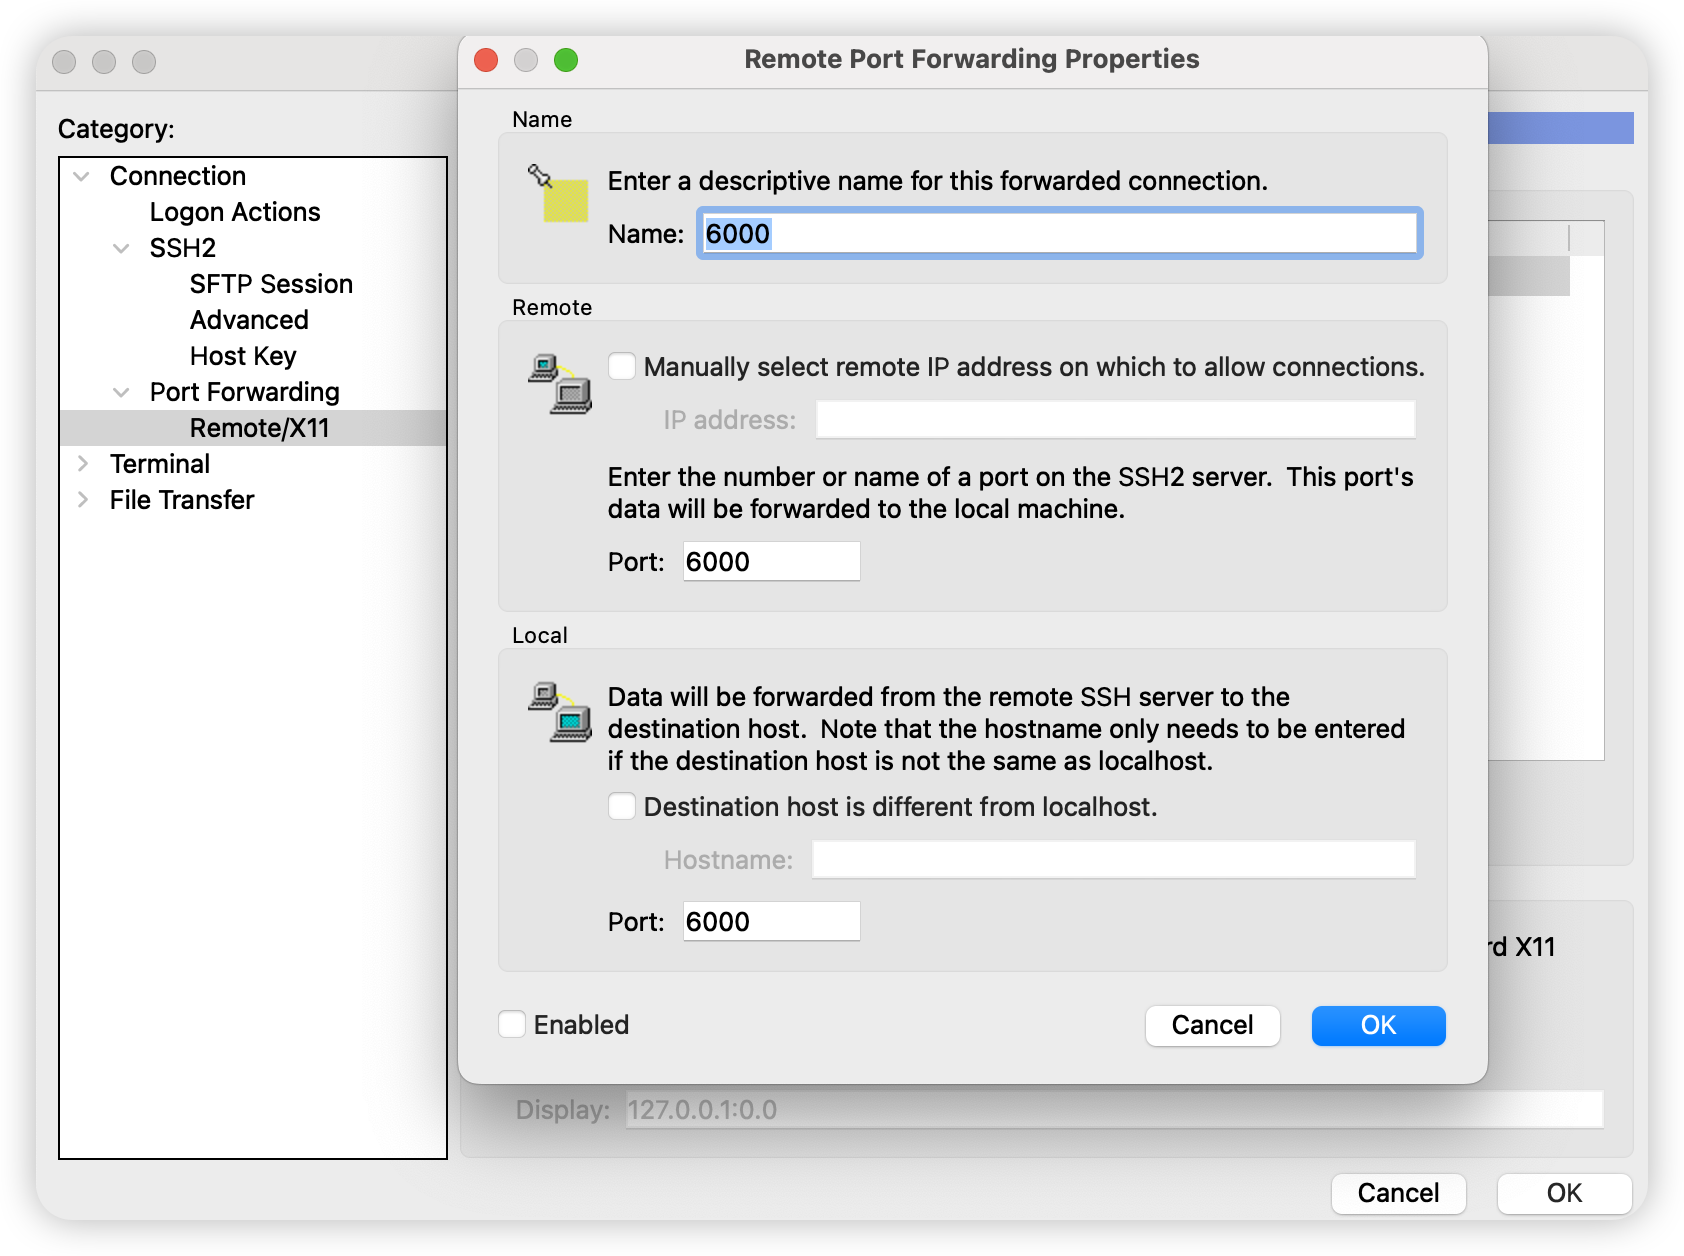 Remote Port Forwarding Properties
Category:
Connection
Logon Actions
SSH2
SFTP Session
Advanced
Host Key
Port Forwarding
Remote/X11
Terminal
File Transfer
Name
Enter a descriptive name for this forwarded connection.
Name: 6000
Remote
Manually select remote IP address on which to allow connections.
IP address:
Enter the number or name of a port on the SSH2 server. This port's
data will be forwarded to the local machine.
Port: 6000
Local
Data will be forwarded from the remote SSH server to the
destination host. Note that the hostname only needs to be entered
if the destination host is not the same as localhost.
Destination host is different from localhost.
Hostname:
Port: 6000
Enabled
Cancel
OK
X11
Display: 127.0.0.1:0.0
Cancel
OK